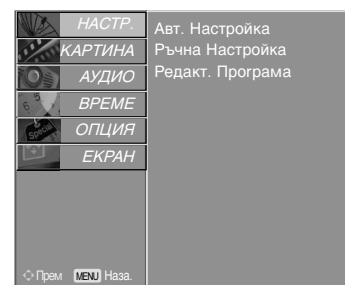 НАСТР.
КАРТИНА
АУДИО
ВРЕМЕ
ОПЦИЯ
ЕКРАН
Авт. Настройка
Ръчна Настройка
Редакт. Програма
Прем MENU Наза.